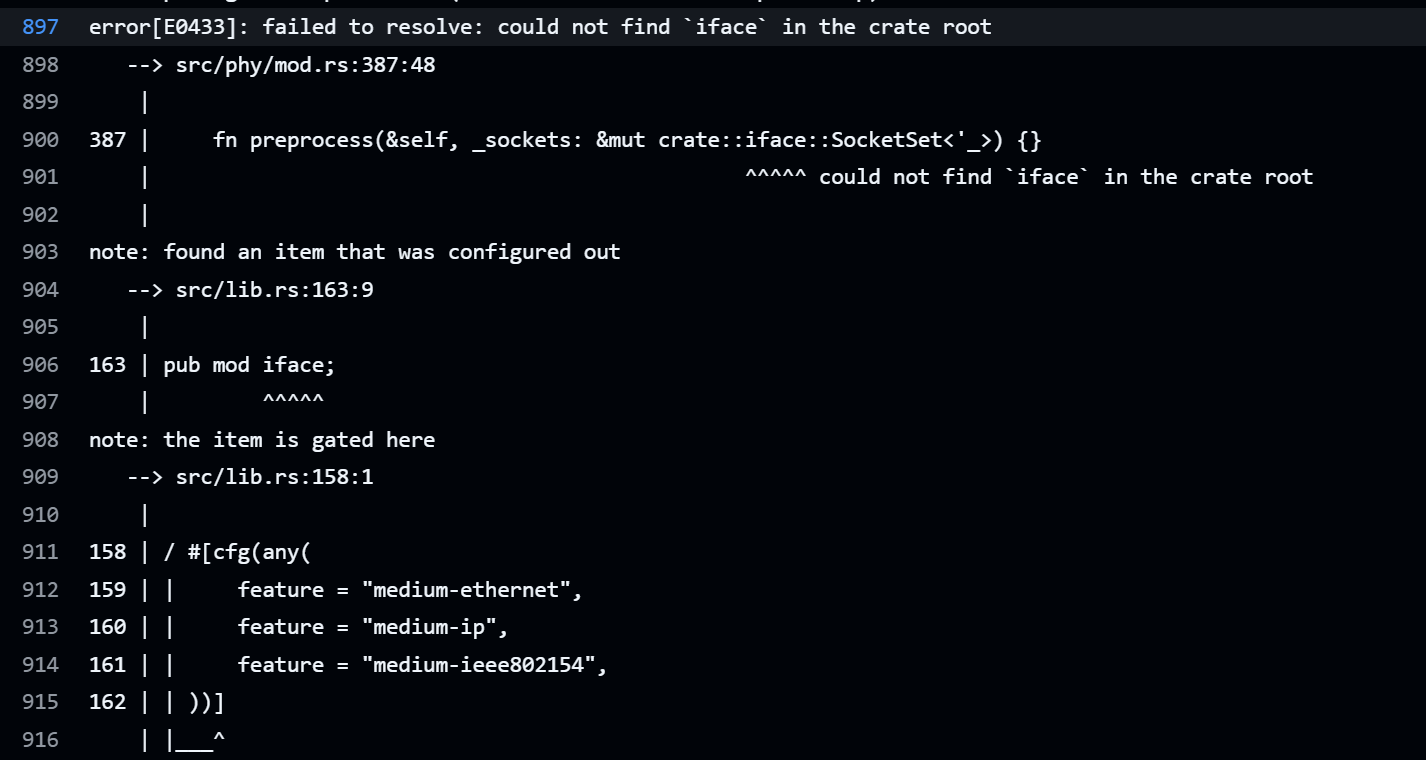 897 error[E0433]: failed to resolve: could not find `iface` in the crate root
898    --> src/phy/mod.rs:387:48
899     |
900 387 |     fn preprocess(&self, _sockets: &mut crate::iface::SocketSet<'_>) {}
901     |                                                ^^^^^ could not find `iface` in the crate root
902     |
903 note: found an item that was configured out
904    --> src/lib.rs:163:9
905     |
906 163 | pub mod iface;
907     |         ^^^^^
908 note: the item is gated here
909    --> src/lib.rs:158:1
910     |
911 158 | / #[cfg(any(
912 159 | |     feature = "medium-ethernet",
913 160 | |     feature = "medium-ip",
914 161 | |     feature = "medium-ieee802154",
915 162 | | ))]
916     | |___^